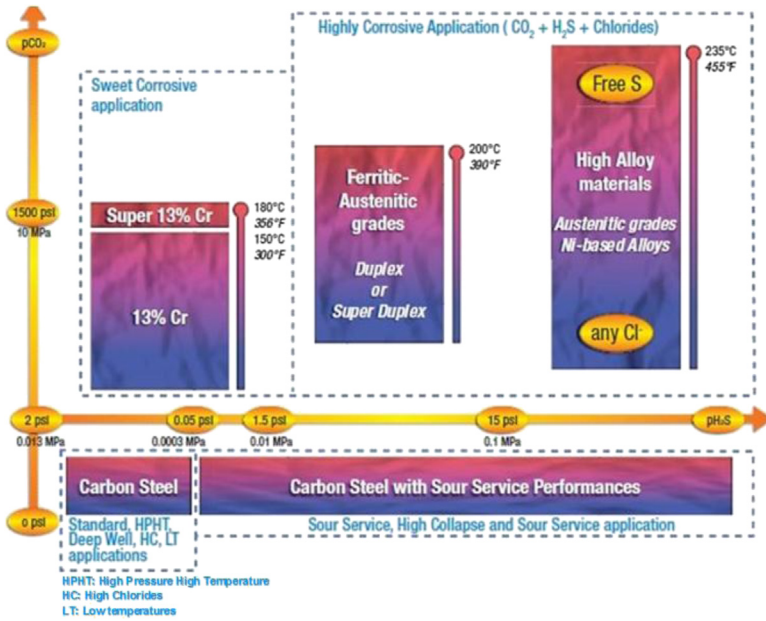 pCO₂
Highly Corrosive Application ( CO₂ + H₂S + Chlorides)
Sweet Corrosive
application
235°C
455°F
Free S
200°C
390°F
Ferritic-
Austenitic
grades
High Alloy
materials
Austenitic grades
Ni-based Alloys
1500 psi
10 MPa
Super 13% Cr
180°C
356°F
150°C
300°F
Duplex
or
Super Duplex
13% Cr
any Cl⁻
2 psi
0.05 psi
1.5 psi
15 psi
pH₂S
0.013 MPa
0.0003 MPa
0.01 MPa
0.1 MPa
Carbon Steel
Carbon Steel with Sour Service Performances
o psi
Standard, HPHT,
Deep Well, HC, LT
applications
Sour Service, High Collapse and Sour Service application
HPHT: High Pressure High Temperature
HC: High Chlorides
LT: Low temperatures